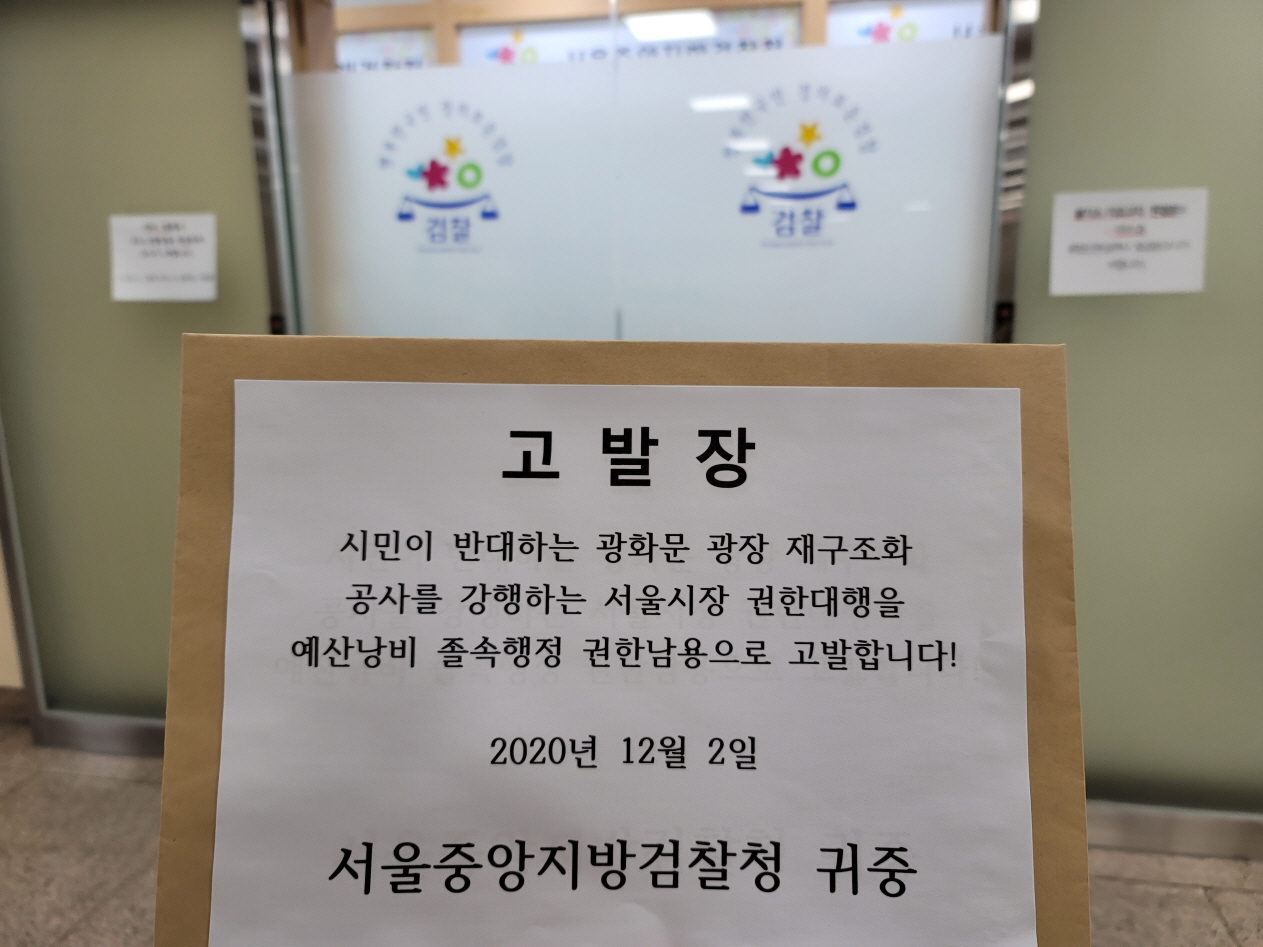 검찰
검찰
고 발 장
시민이 반대하는 광화문 광장 재구조화
공사를 강행하는 서울시장 권한대행을
예산낭비 졸속행정 권한남용으로 고발합니다!
2020년 12월 2일
서울중앙지방검찰청 귀중